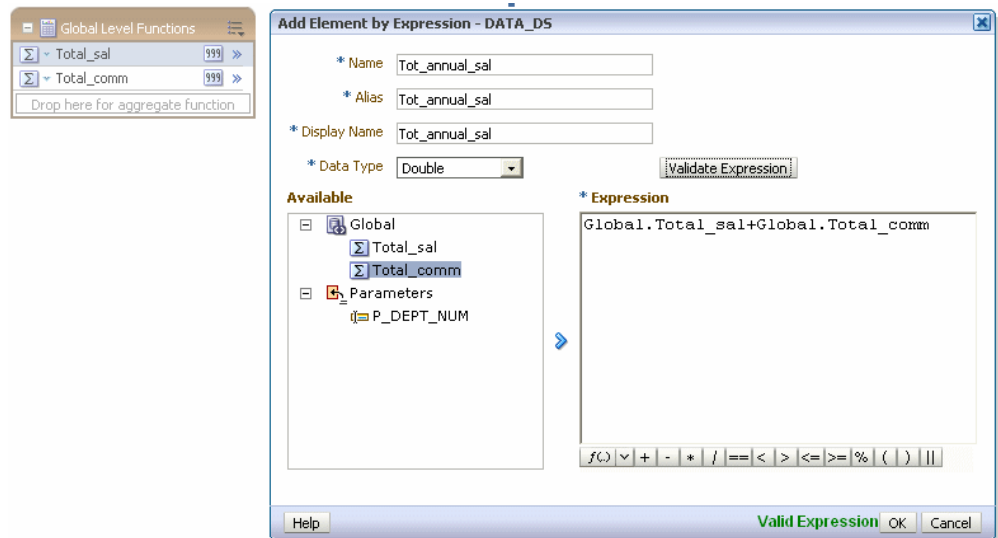 Global Level Functions
Total_sal 999 »
Total_comm 999 »
Drop here for aggregate function
Add Element by Expression - DATA_DS
* Name Tot_annual_sal
* Alias Tot_annual_sal
* Display Name Tot_annual_sal
* Data Type Double Validate Expression
Available
Global
Total_sal
Total_comm
Parameters
P_DEPT_NUM
* Expression
Global.Total_sal+Global.Total_comm
f(.) + - * / == < > <= >= % ( ) ||
Help Valid Expression OK Cancel